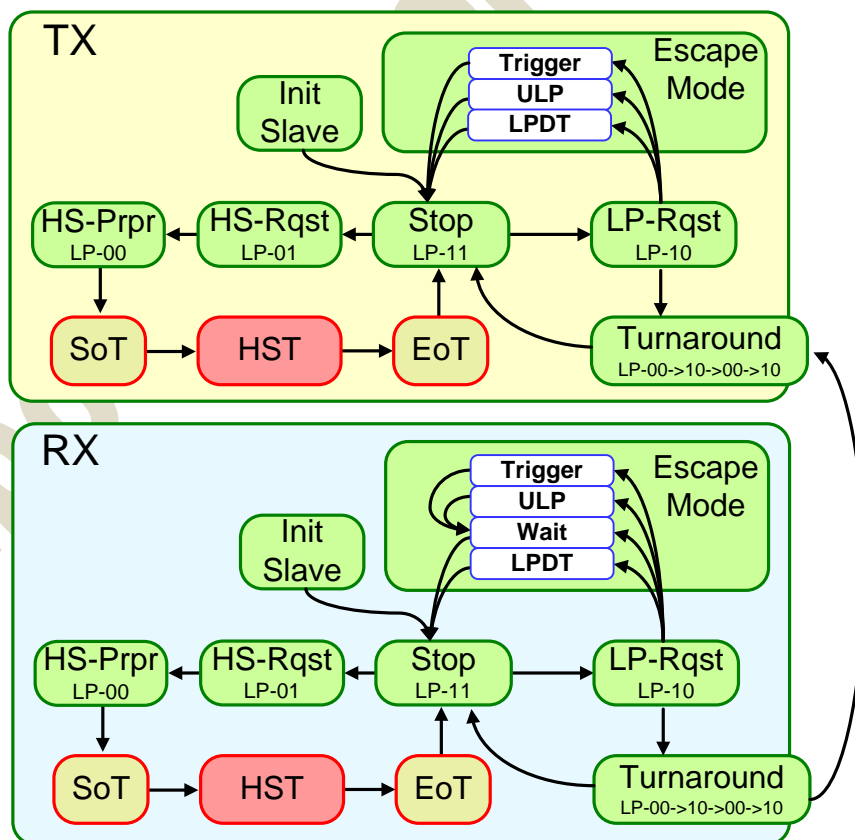 TX
Escape
Mode
Trigger
ULP
LPDT
Init
Slave
HS-Prpr
LP-00
HS-Rqst
LP-01
Stop
LP-11
LP-Rqst
LP-10
SoT
HST
EoT
Turnaround
LP-00->10->00->10
RX
Escape
Mode
Trigger
ULP
Wait
LPDT
Init
Slave
HS-Prpr
LP-00
HS-Rqst
LP-01
Stop
LP-11
LP-Rqst
LP-10
SoT
HST
EoT
Turnaround
LP-00->10->00->10